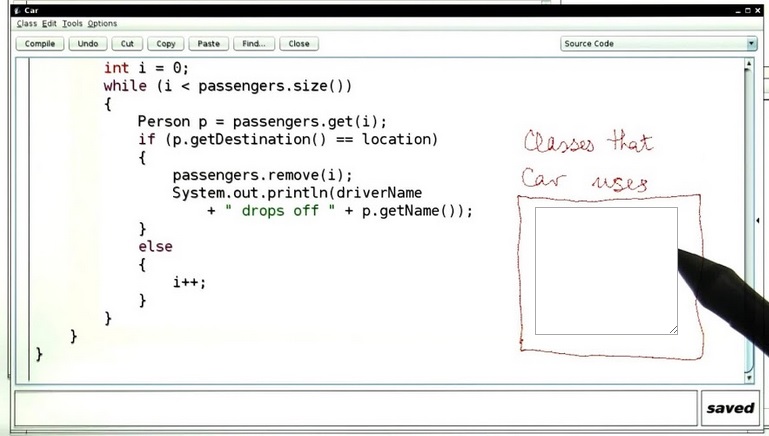 Car
Class Edit Tools Options
Compile Undo Cut Copy Paste Find... Close Source Code
int i = 0;
while (i < passengers.size())
{
Person p = passengers.get(i);
if (p.getDestination() == location)
{
passengers.remove(i);
System.out.println(driverName
+ " drops off " + p.getName());
}
else
{
i++;
}
}
}
}
Classes that
Car uses
saved